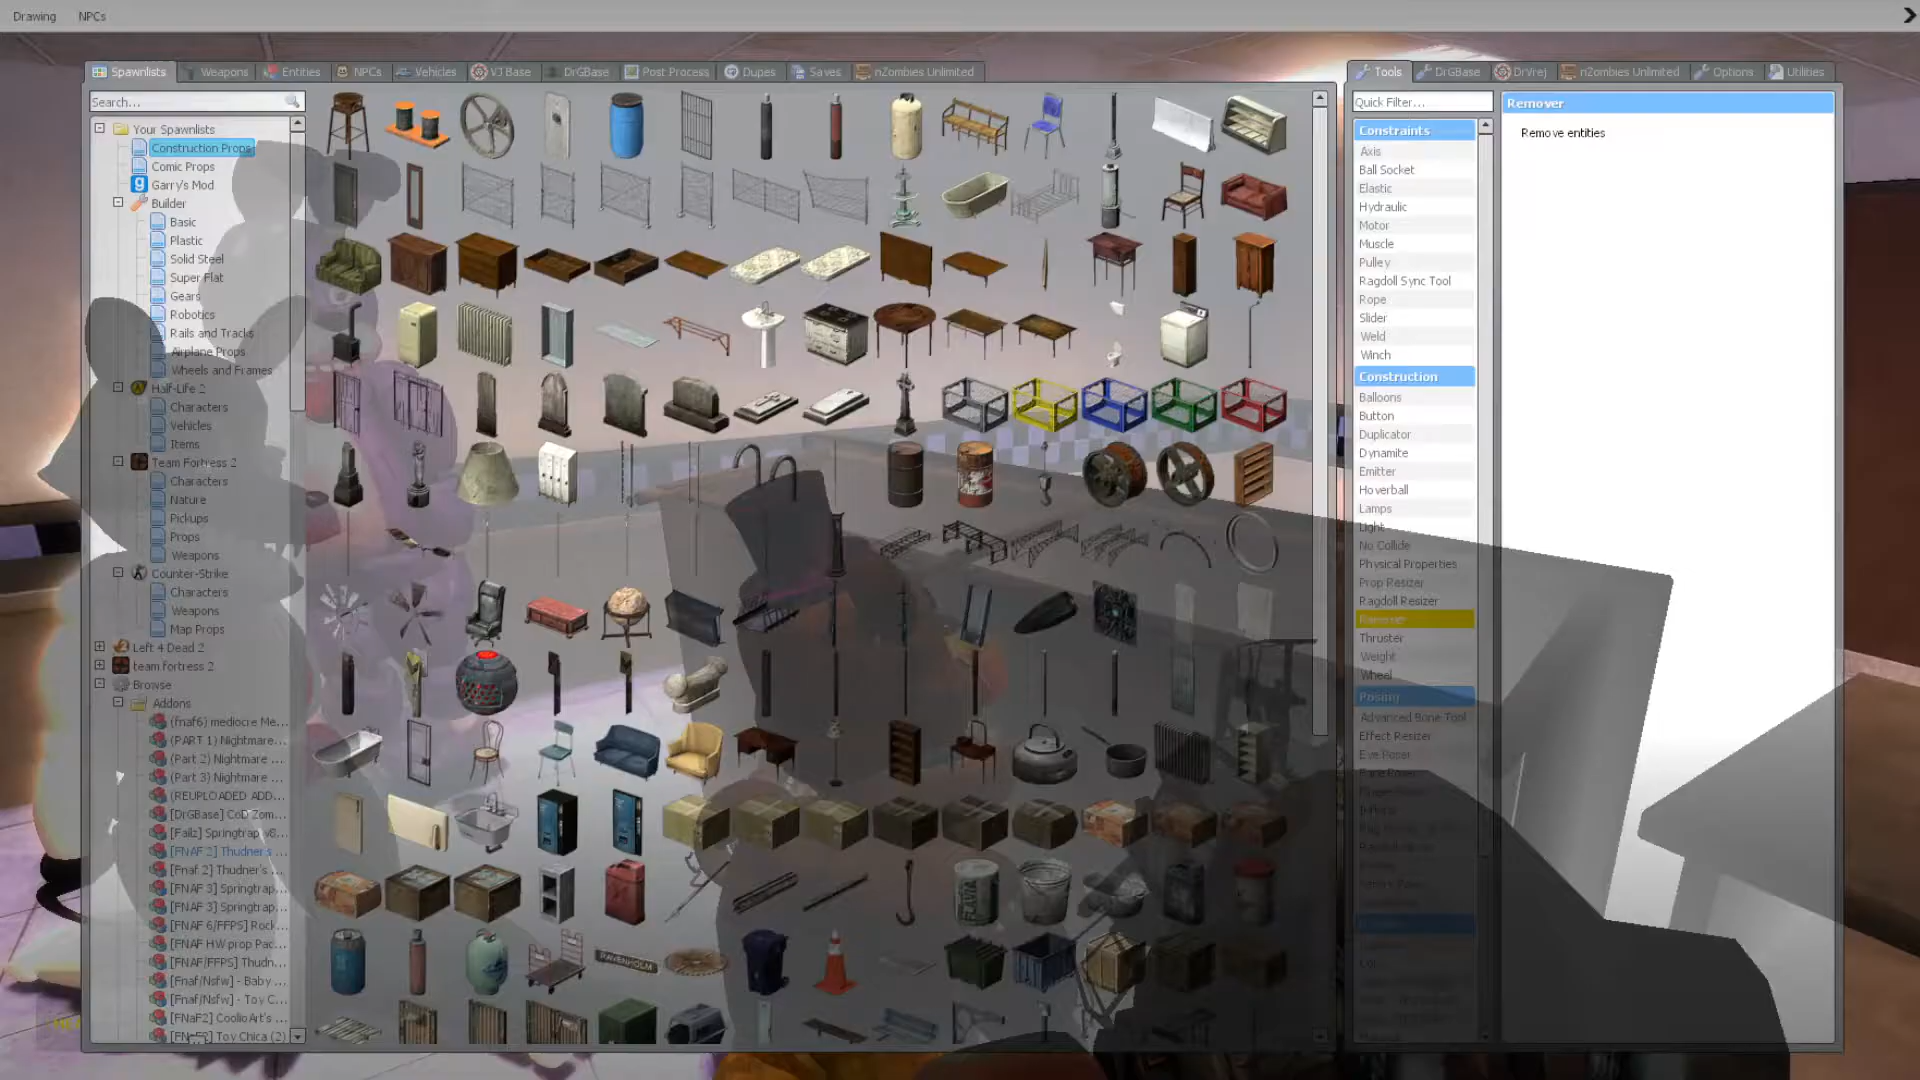 Drawing NPCs
Spawnlists Weapons Entities NPCs Vehicles VJ Base DrGBase Post Process Dupes Saves nZombies Unlimited
Search...
Your Spawnlists
Construction Props
Comic Props
Garry's Mod
Builder
Basic
Plastic
Solid Steel
Super Flat
Gears
Robotics
Rails and Tracks
Airplane Props
Wheels and Frames
Half-Life 2
Characters
Vehicles
Items
Team Fortress 2
Characters
Nature
Pickups
Props
Weapons
Counter-Strike
Characters
Weapons
Map Props
Left 4 Dead 2
team fortress 2
Browse
Addons
(fnaf6) mediocre Me...
(PART 1) Nightmare...
(Part 2) Nightmare ...
(Part 3) Nightmare ...
(REUPLOADED ADD...
[DrGBase] CoD Zom...
[Failz] Springtrap v8...
[FNAF 2] Thudner's ...
[Fnaf 2] Thudner's ...
[FNAF 3] Springtrap...
[FNAF 3] Springtrap...
[FNAF 6/FFPS] Rock...
[FNAF HW prop Pac...
[FNAF/FFPS] Thudn...
[Fnaf/Nsfw] - Baby ...
[Fnaf/Nsfw] - Toy C...
[FNaF2] CoolioArt's ...
[FNaF2] Toy Chica (2)
FLAVIA
RAVENHOLM
Tools DrGBase DrVrej nZombies Unlimited Options Utilities
Quick Filter...
Constraints
Axis
Ball Socket
Elastic
Hydraulic
Motor
Muscle
Pulley
Ragdoll Sync Tool
Rope
Slider
Weld
Winch
Construction
Balloons
Button
Duplicator
Dynamite
Emitter
Hoverball
Lamps
Light
No Collide
Physical Properties
Prop Resizer
Ragdoll Resizer
Remover
Thruster
Weight
Wheel
Posing
Advanced Bone Tool
Effect Resizer
Eye Poser
Face Poser
Remover
Remove entities